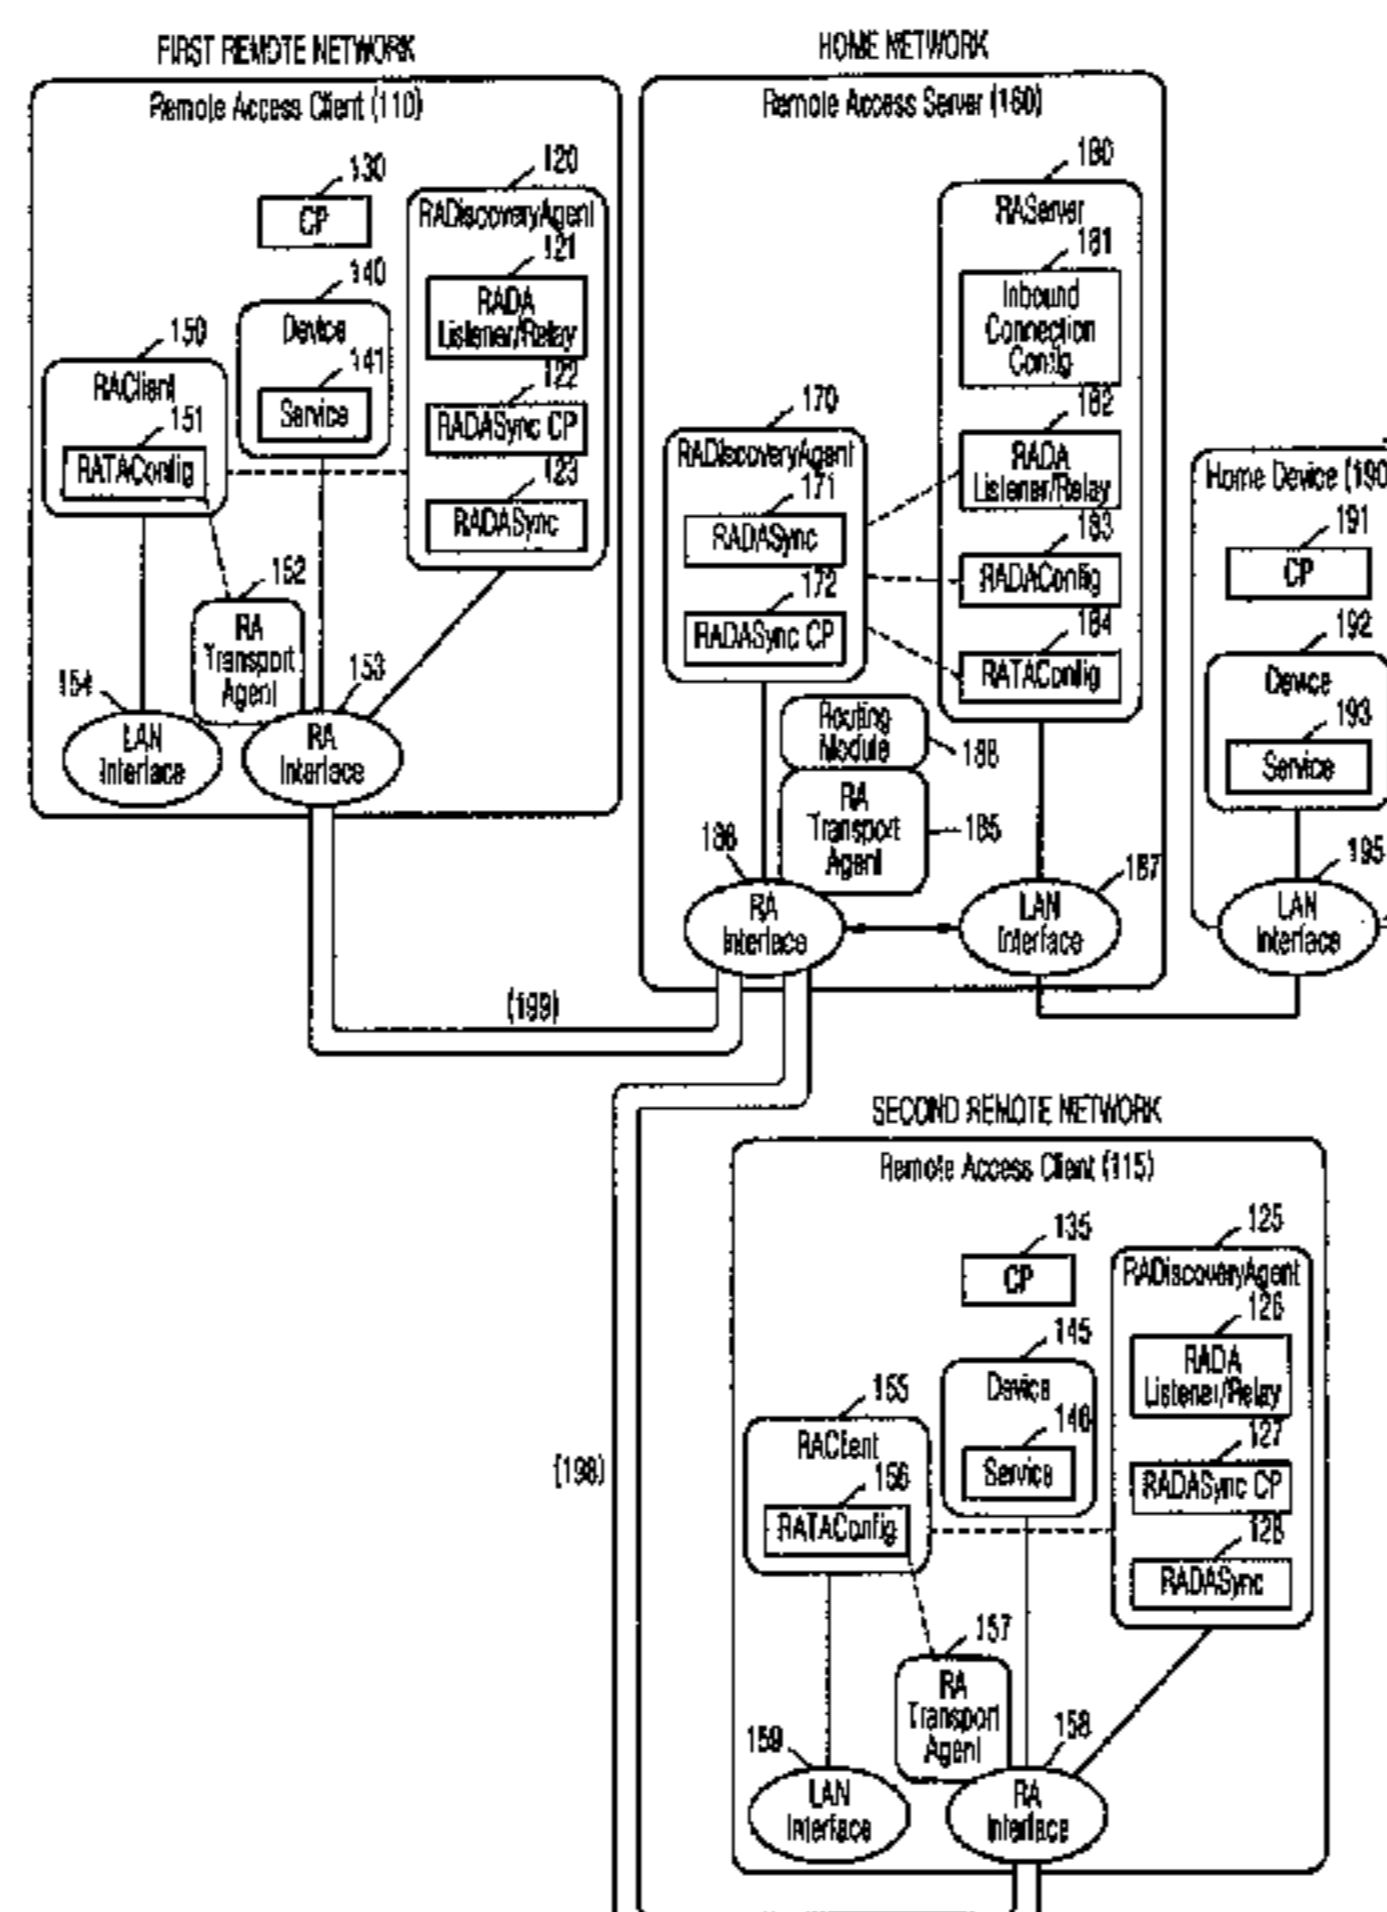 FIRST REMOTE NETWORK
Remote Access Client (110)
130
CP
120
RADiscoveryAgent
121
RADA
Listener/Relay
122
RADASync CP
123
RADASync
140
Device
141
Service
150
RAClient
151
RATAConfig
152
RA
Transport
Agent
153
RA
Interface
154
LAN
Interface
HOME NETWORK
Remote Access Server (160)
180
RAServer
181
Inbound
Connection
Config
182
RADA
Listener/Relay
183
RADAConfig
184
RATAConfig
170
RADiscoveryAgent
171
RADASync
172
RADASync CP
Routing
Module
188
RA
Transport
Agent
185
186
RA
Interface
187
LAN
Interface
Home Device (190
191
CP
192
Device
193
Service
195
LAN
Interface
(199)
(198)
SECOND REMOTE NETWORK
Remote Access Client (115)
135
CP
125
RADiscoveryAgent
126
RADA
Listener/Relay
127
RADASync CP
128
RADASync
145
Device
146
Service
155
RAClient
156
RATAConfig
157
RA
Transport
Agent
158
RA
Interface
159
LAN
Interface